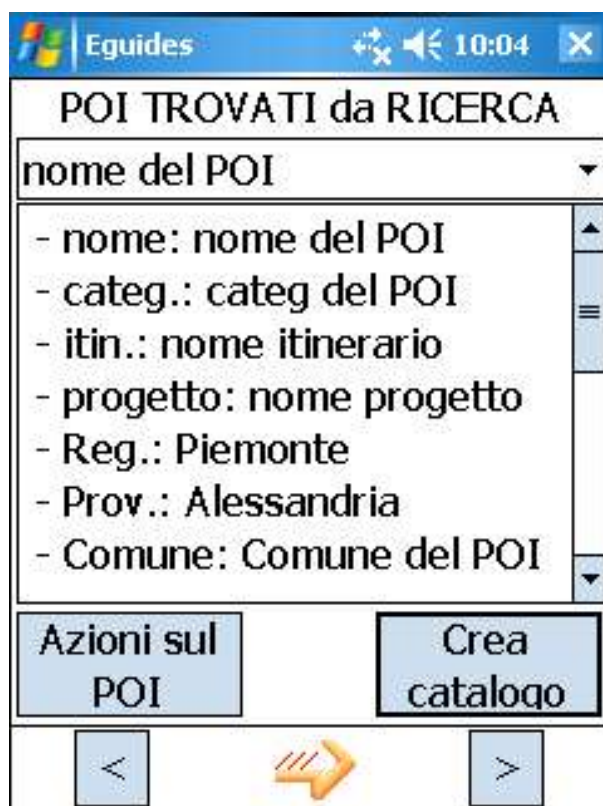 Eguides 10:04
POI TROVATI da RICERCA
nome del POI
- nome: nome del POI
- categ.: categ del POI
- itin.: nome itinerario
- progetto: nome progetto
- Reg.: Piemonte
- Prov.: Alessandria
- Comune: Comune del POI
Azioni sul
POI
Crea
catalogo
< >